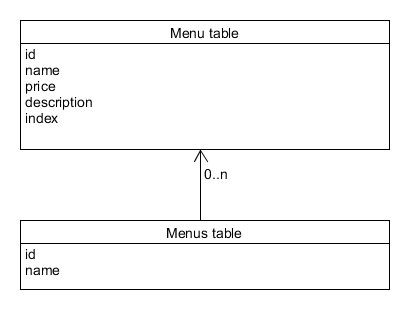 Menu table
id
name
price
description
index
0..n
Menus table
id
name